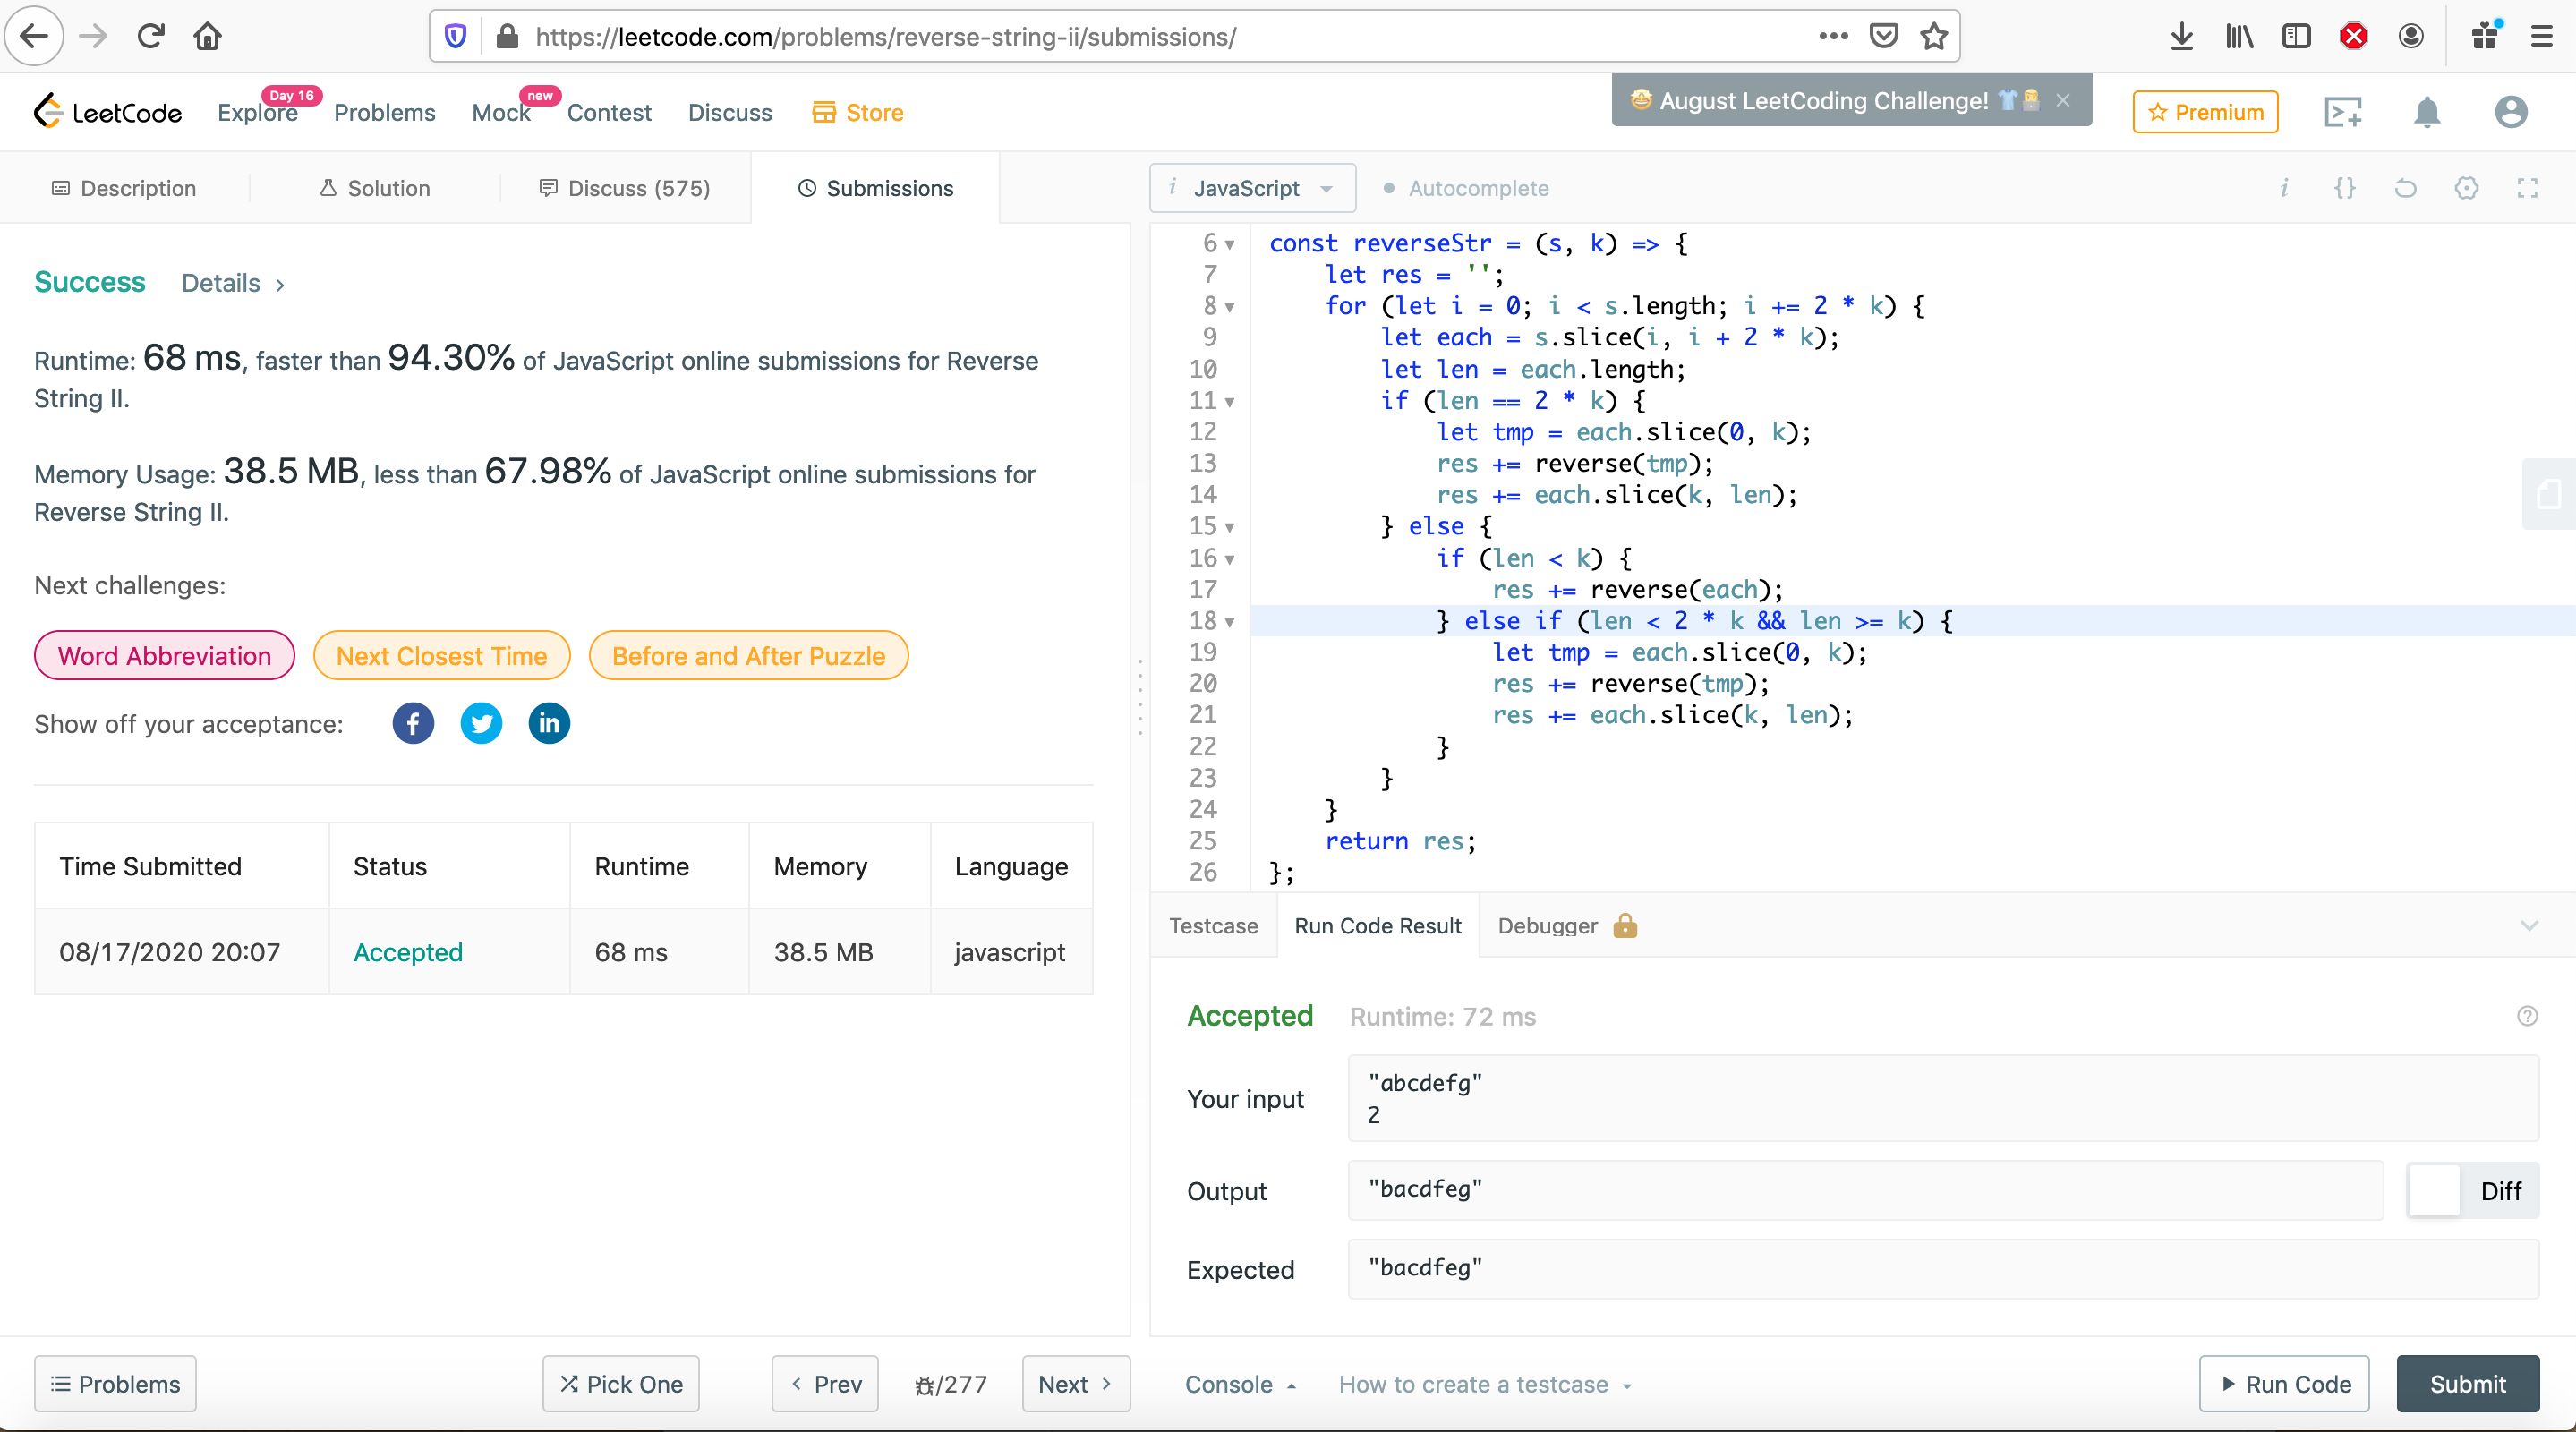 https://leetcode.com/problems/reverse-string-ii/submissions/
LeetCode
Explore
Day 16
Problems
Mock
new
Contest
Discuss
Store
August LeetCoding Challenge!
Premium
Description
Solution
Discuss (575)
Submissions
i JavaScript
Autocomplete
i {}
Success Details >
Runtime: 68 ms, faster than 94.30% of JavaScript online submissions for Reverse
String II.
Memory Usage: 38.5 MB, less than 67.98% of JavaScript online submissions for
Reverse String II.
Next challenges:
Word Abbreviation
Next Closest Time
Before and After Puzzle
Show off your acceptance:
Time Submitted Status Runtime Memory Language
08/17/2020 20:07 Accepted 68 ms 38.5 MB javascript
6 const reverseStr = (s, k) => {
7 let res = '';
8 for (let i = 0; i < s.length; i += 2 * k) {
9 let each = s.slice(i, i + 2 * k);
10 let len = each.length;
11 if (len == 2 * k) {
12 let tmp = each.slice(0, k);
13 res += reverse(tmp);
14 res += each.slice(k, len);
15 } else {
16 if (len < k) {
17 res += reverse(each);
18 } else if (len < 2 * k && len >= k) {
19 let tmp = each.slice(0, k);
20 res += reverse(tmp);
21 res += each.slice(k, len);
22 }
23 }
24 }
25 return res;
26 };
Testcase Run Code Result Debugger
Accepted Runtime: 72 ms
Your input
"abcdefg"
2
Output
"bacdfeg"
Diff
Expected
"bacdfeg"
Problems
Pick One
< Prev
/277
Next >
Console
How to create a testcase
Run Code
Submit